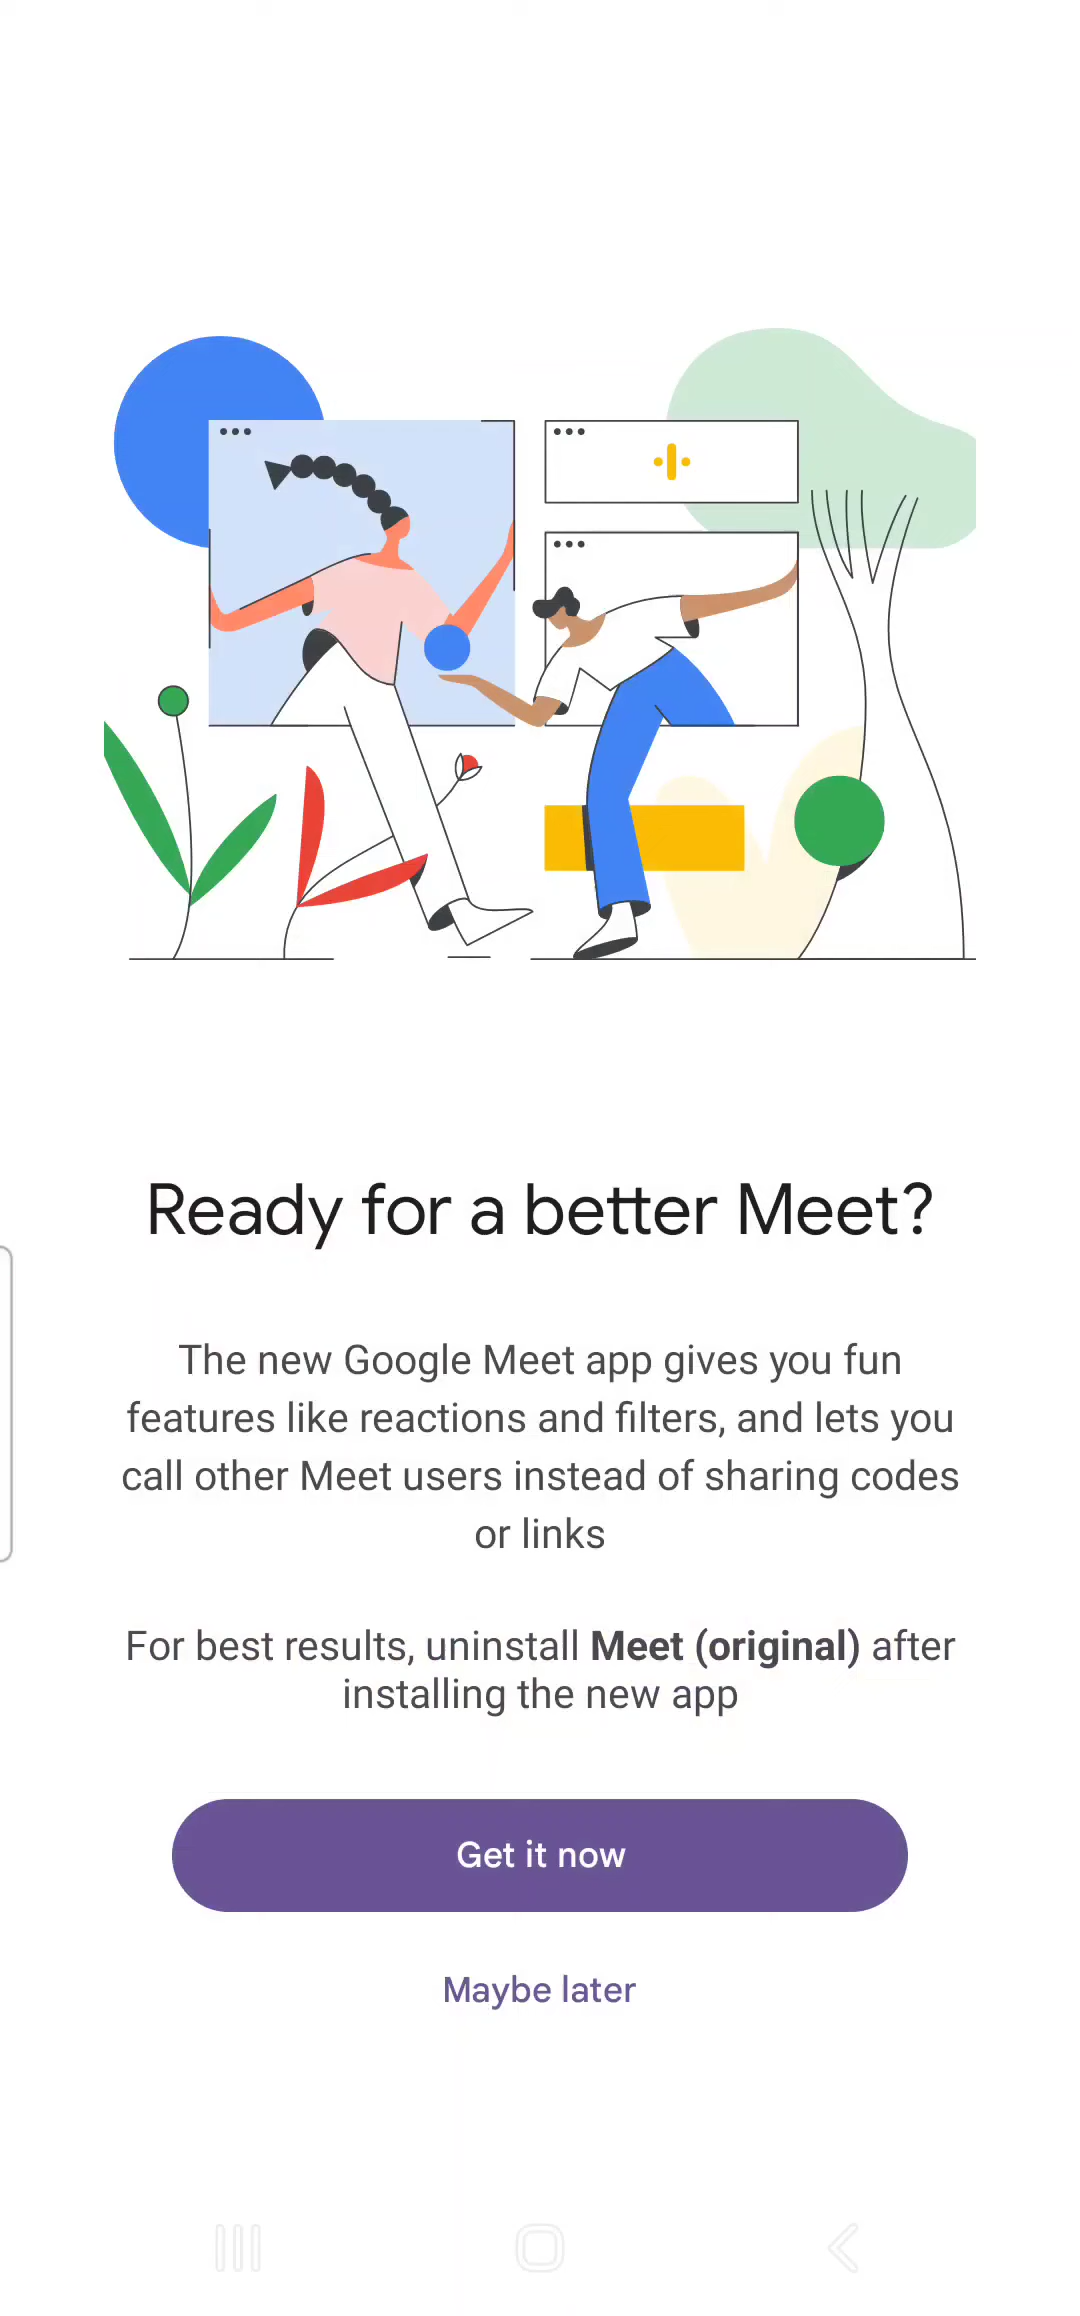 Ready for a better Meet?
The new Google Meet app gives you fun
features like reactions and filters, and lets you
call other Meet users instead of sharing codes
or links
For best results, uninstall Meet (original) after
installing the new app
Get it now
Maybe later